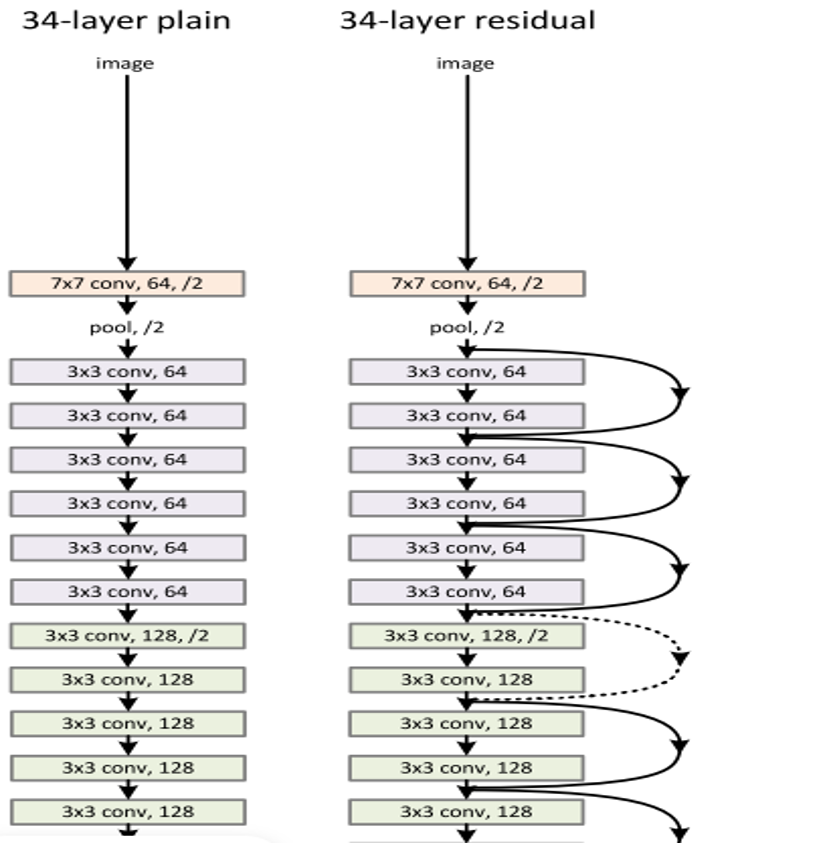 34-layer plain
image
7x7 conv, 64, /2
pool, /2
3x3 conv, 64
3x3 conv, 64
3x3 conv, 64
3x3 conv, 64
3x3 conv, 64
3x3 conv, 64
3x3 conv, 128, /2
3x3 conv, 128
3x3 conv, 128
3x3 conv, 128
3x3 conv, 128
34-layer residual
image
7x7 conv, 64, /2
pool, /2
3x3 conv, 64
3x3 conv, 64
3x3 conv, 64
3x3 conv, 64
3x3 conv, 64
3x3 conv, 64
3x3 conv, 128, /2
3x3 conv, 128
3x3 conv, 128
3x3 conv, 128
3x3 conv, 128